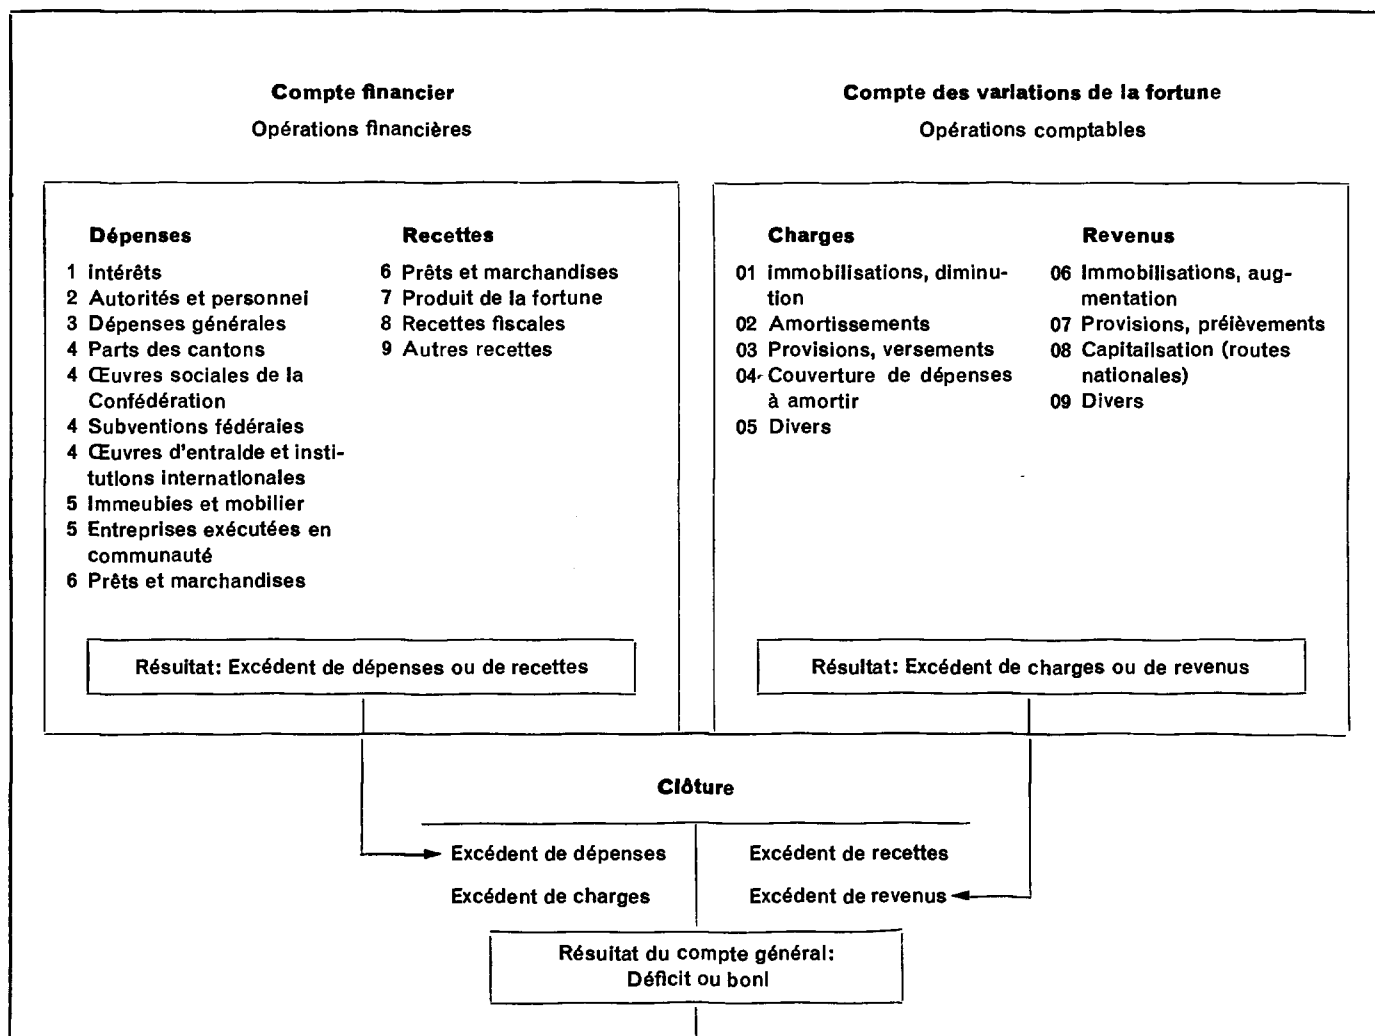 Compte financier
Opérations financières
Dépenses
1 Intérêts
2 Autorités et personnel
3 Dépenses générales
4 Parts des cantons
4 Œuvres sociales de la
Confédération
4 Subventions fédérales
4 Œuvres d'entraide et insti-
tutions internationales
5 Immeubles et mobilier
5 Entreprises exécutées en
communauté
6 Prêts et marchandises
Recettes
6 Prêts et marchandises
7 Produit de la fortune
8 Recettes fiscales
9 Autres recettes
Résultat: Excédent de dépenses ou de recettes
Compte des variations de la fortune
Opérations comptables
Charges
01 Immobilisations, diminu-
tion
02 Amortissements
03 Provisions, versements
04 Couverture de dépenses
à amortir
05 Divers
Revenus
06 Immobilisations, aug-
mentation
07 Provisions, prélèvements
08 Capitalisation (routes
nationales)
09 Divers
Résultat: Excédent de charges ou de revenus
Clôture
Excédent de dépenses
Excédent de recettes
Excédent de charges
Excédent de revenus
Résultat du compte général:
Déficit ou boni